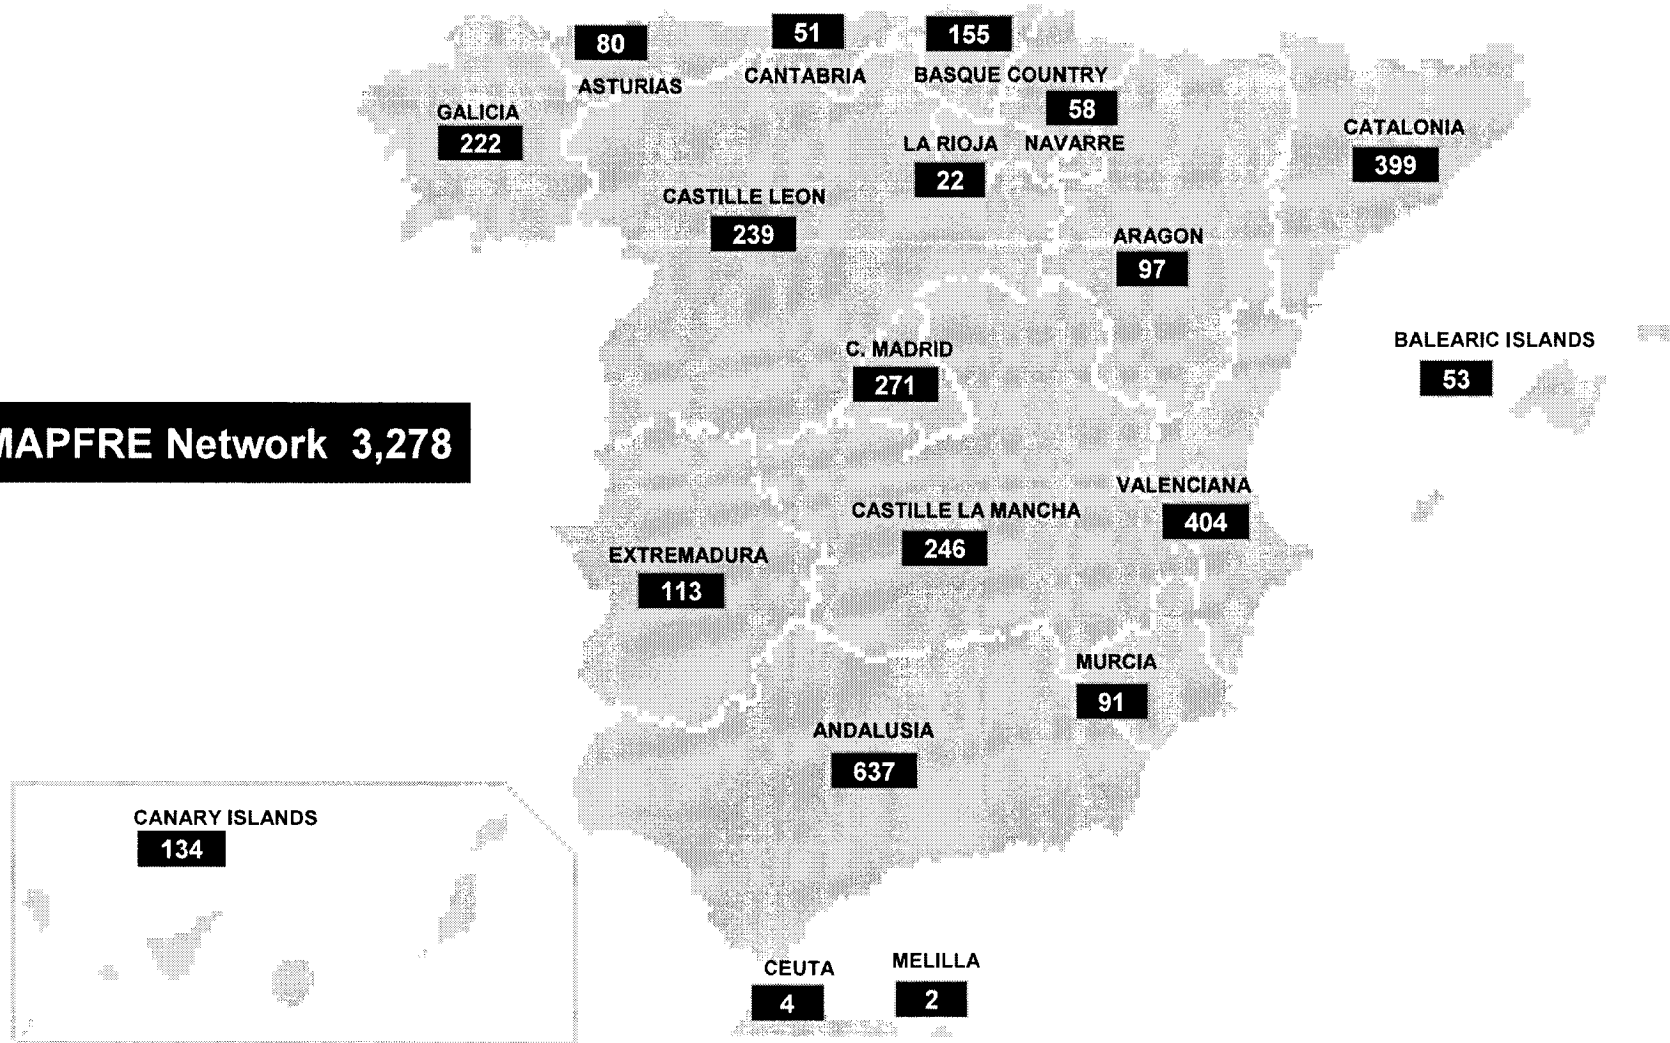 80
51
155
ASTURIAS
CANTABRIA
BASQUE COUNTRY
58
GALICIA
222
LA RIOJA
NAVARRE
22
CATALONIA
399
CASTILLE LEON
239
ARAGON
97
C. MADRID
271
BALEARIC ISLANDS
53
MAPFRE Network 3,278
VALENCIANA
404
CASTILLE LA MANCHA
246
EXTREMADURA
113
MURCIA
91
ANDALUSIA
637
CANARY ISLANDS
134
CEUTA
4
MELILLA
2